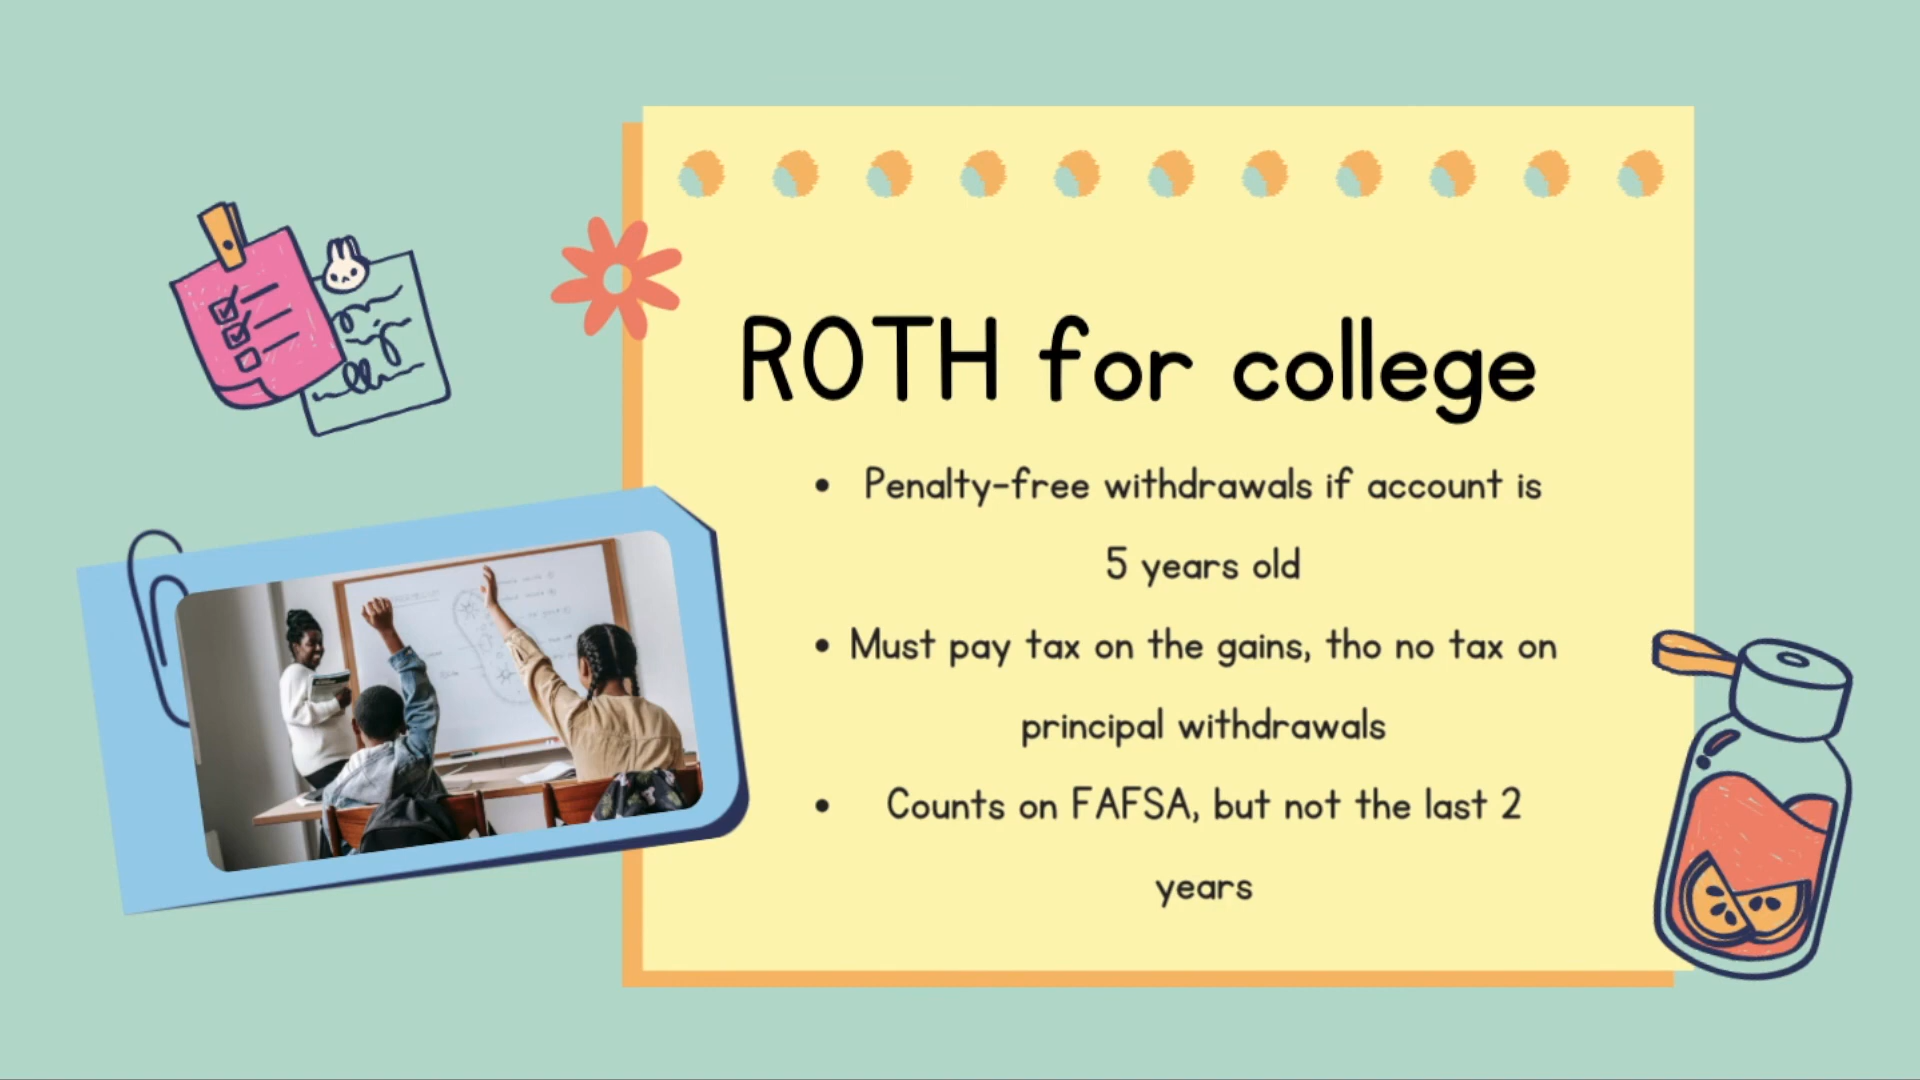 ROTH for college
• Penalty-free withdrawals if account is
5 years old
• Must pay tax on the gains, tho no tax on
principal withdrawals
• Counts on FAFSA, but not the last 2
years